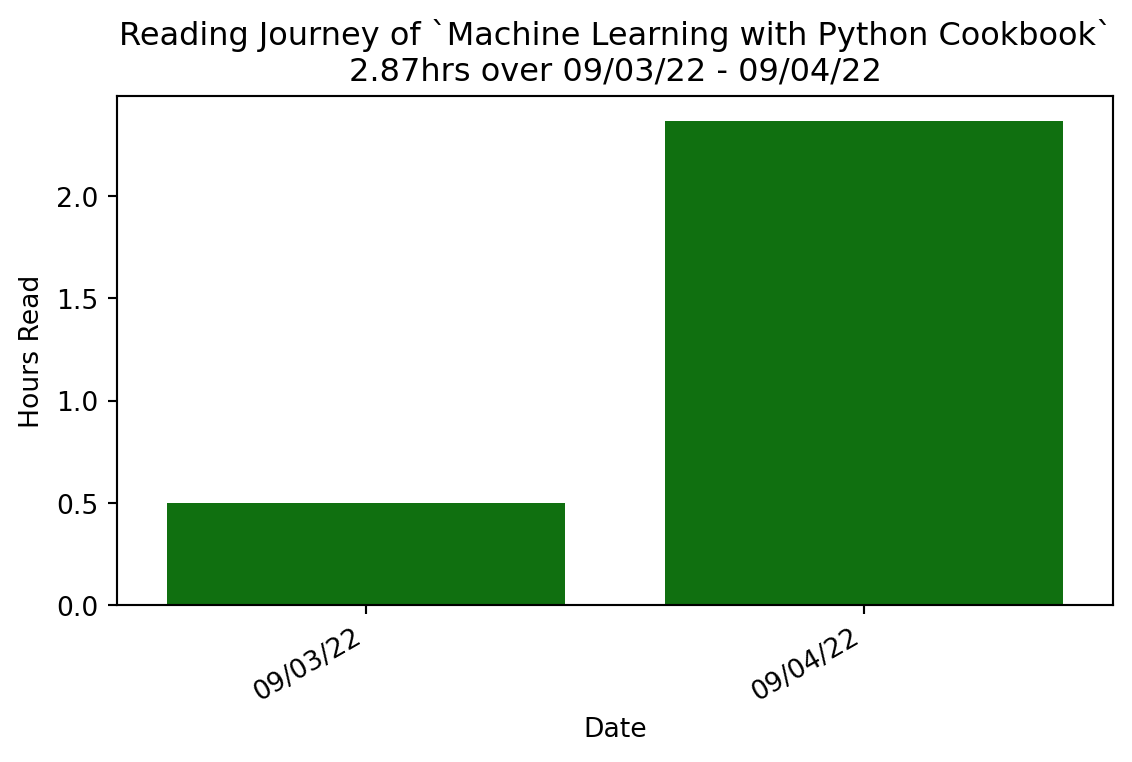 Reading Journey of `Machine Learning with Python Cookbook`
2.87hrs over 09/03/22 - 09/04/22
Hours Read
2.0
1.5
1.0
0.5
0.0
09/03/22
09/04/22
Date